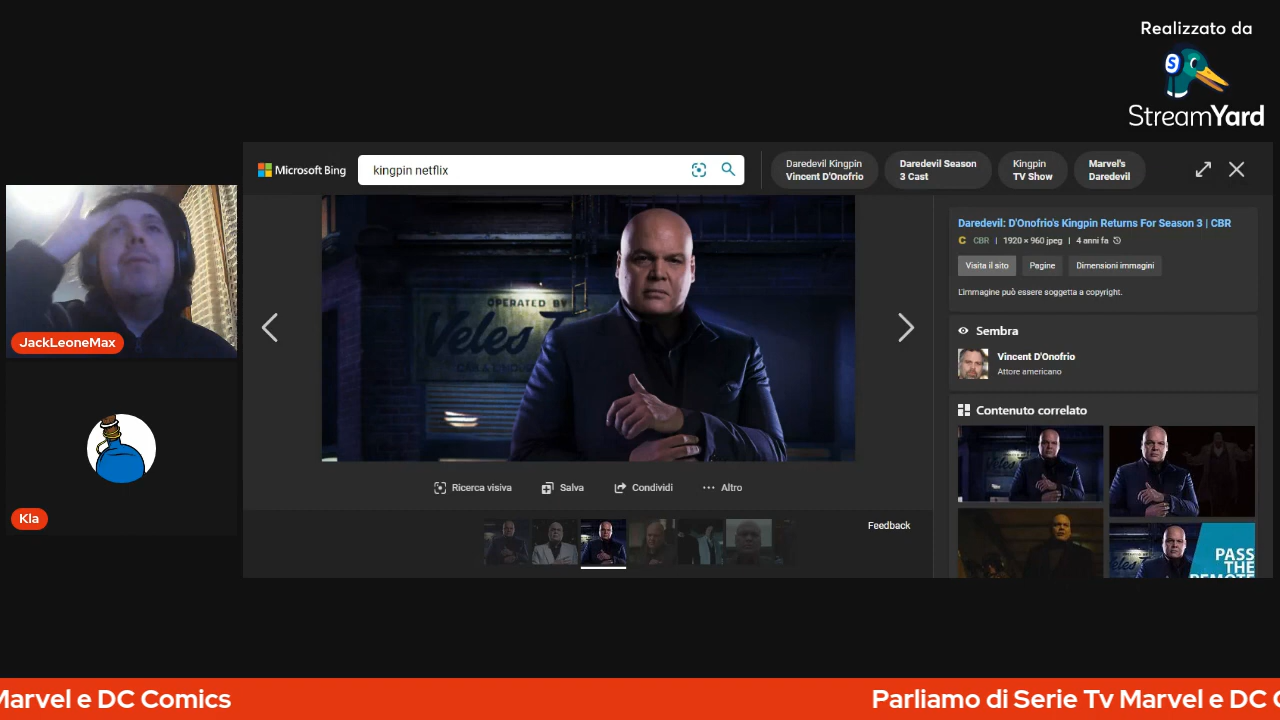 Realizzato da
StreamYard
Microsoft Bing
kingpin netflix
Daredevil Kingpin
Vincent D'Onofrio
Daredevil Season
3 Cast
Kingpin
TV Show
Marvel's
Daredevil
Daredevil: D'Onofrio's Kingpin Returns For Season 3 | CBR
C CBR | 1920 × 960 jpeg | 4 anni fa
Visita il sito
Pagine
Dimensioni immagini
L'immagine può essere soggetta a copyright.
OPERATED BY
Veles T
Sembra
Vincent D'Onofrio
Attore americano
JackLeoneMax
Contenuto correlato
Ricerca visiva
Salva
Condividi
Altro
Kla
Feedback
PASS
THE
REMOTE
Marvel e DC Comics
Parliamo di Serie Tv Marvel e DC C